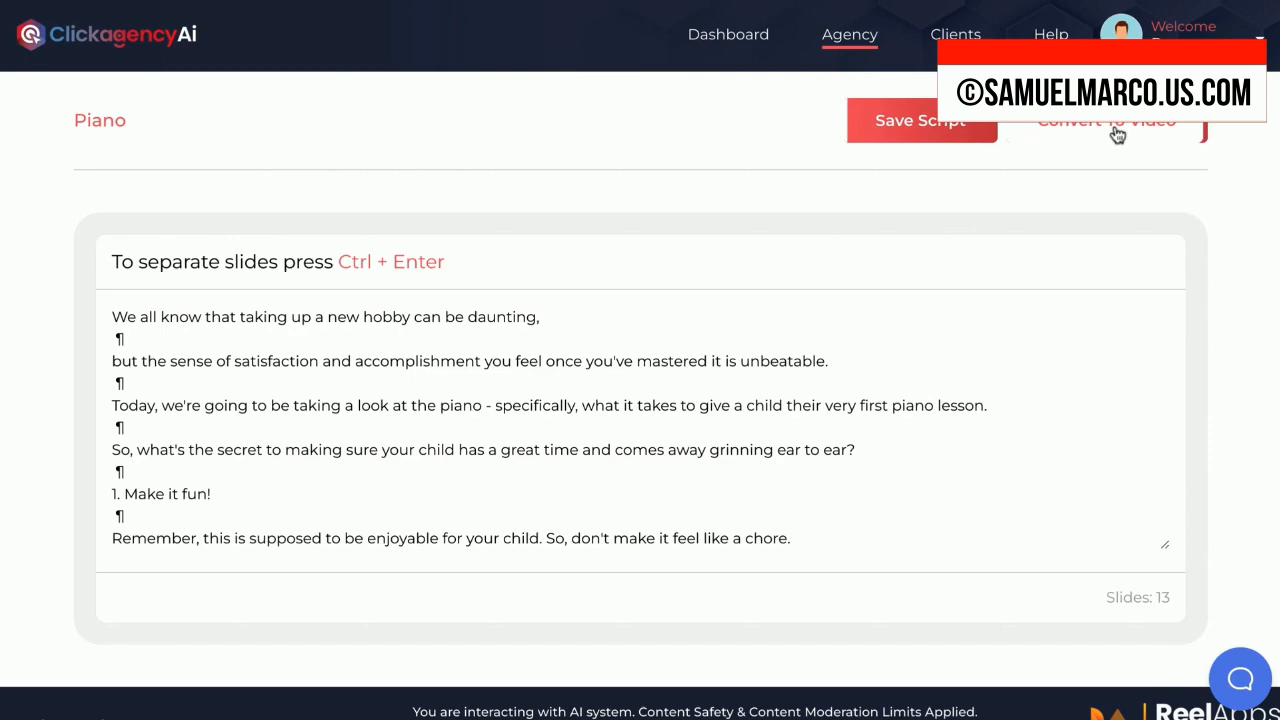 ClickagencyAi
Dashboard Agency Clients Help Welcome
©SAMUELMARCO.US.COM
Piano
Save Script
Convert To Video
To separate slides press Ctrl + Enter
We all know that taking up a new hobby can be daunting,
¶
but the sense of satisfaction and accomplishment you feel once you've mastered it is unbeatable.
¶
Today, we're going to be taking a look at the piano - specifically, what it takes to give a child their very first piano lesson.
¶
So, what's the secret to making sure your child has a great time and comes away grinning ear to ear?
¶
1. Make it fun!
¶
Remember, this is supposed to be enjoyable for your child. So, don't make it feel like a chore.
Slides: 13
You are interacting with AI system. Content Safety & Content Moderation Limits Applied.
ReelApps